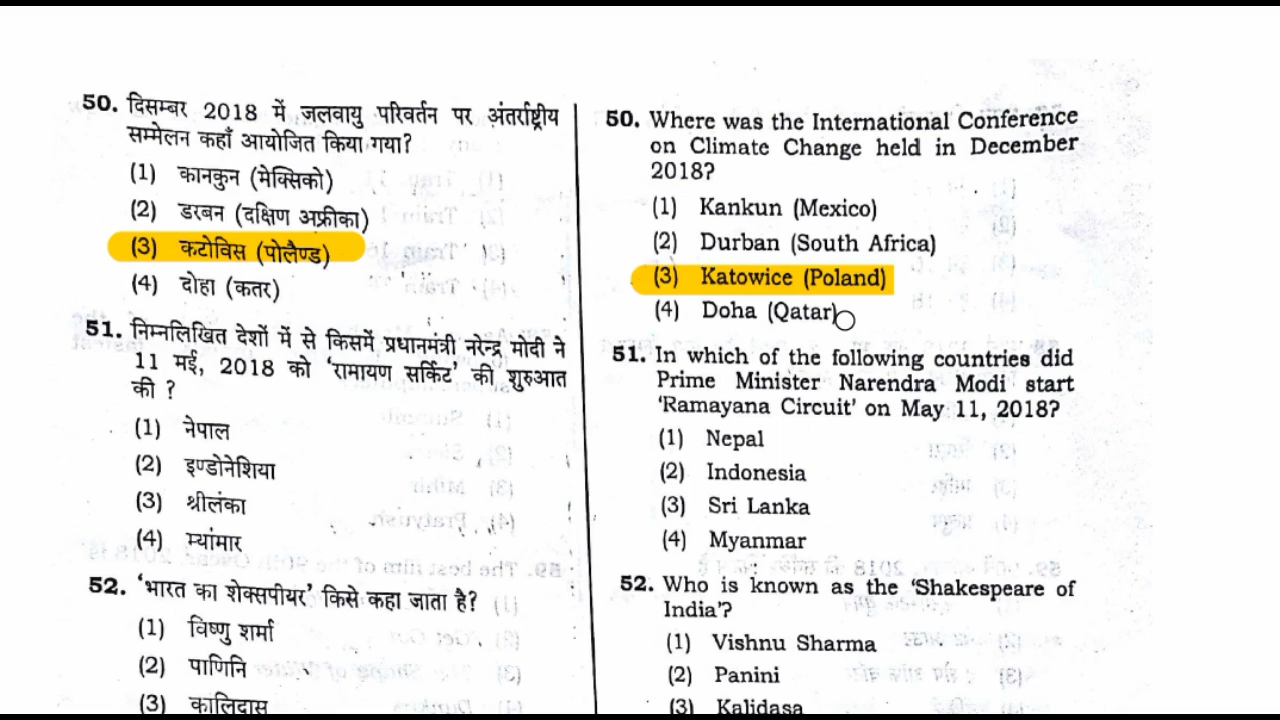 50. दिसम्बर 2018 में ज़लवायु परिवर्तन पर अंतर्राष्ट्रीय
सम्मेलन कहाँ आयोजित किया गया?
(1) कानकुन (मेक्सिको)
(2) डरबन (दक्षिण अफ्रीका)
(3) कटोविस (पोलैण्ड)
(4) दोहा (कतर)
51. निम्नलिखित देशों में से किसमें प्रधानमंत्री नरेन्द्र मोदी ने
11 मई, 2018 को 'रामायण सर्किट' की शुरुआत
की ?
(1) नेपाल
(2) इण्डोनेशिया
(3) श्रीलंका
(4) म्यांमार
52. 'भारत का शेक्सपीयर' किसे कहा जाता है?
(1) विष्णु शर्मा
(2) पाणिनि
(3) कालिदास
50. Where was the International Conference
on Climate Change held in December
2018?
(1) Kankun (Mexico)
(2) Durban (South Africa)
(3) Katowice (Poland)
(4) Doha (Qatar)
51. In which of the following countries did
Prime Minister Narendra Modi start
'Ramayana Circuit' on May 11, 2018?
(1) Nepal
(2) Indonesia
(3) Sri Lanka
(4) Myanmar
52. Who is known as the 'Shakespeare of
India'?
(1) Vishnu Sharma
(2) Panini
(3) Kalidasa